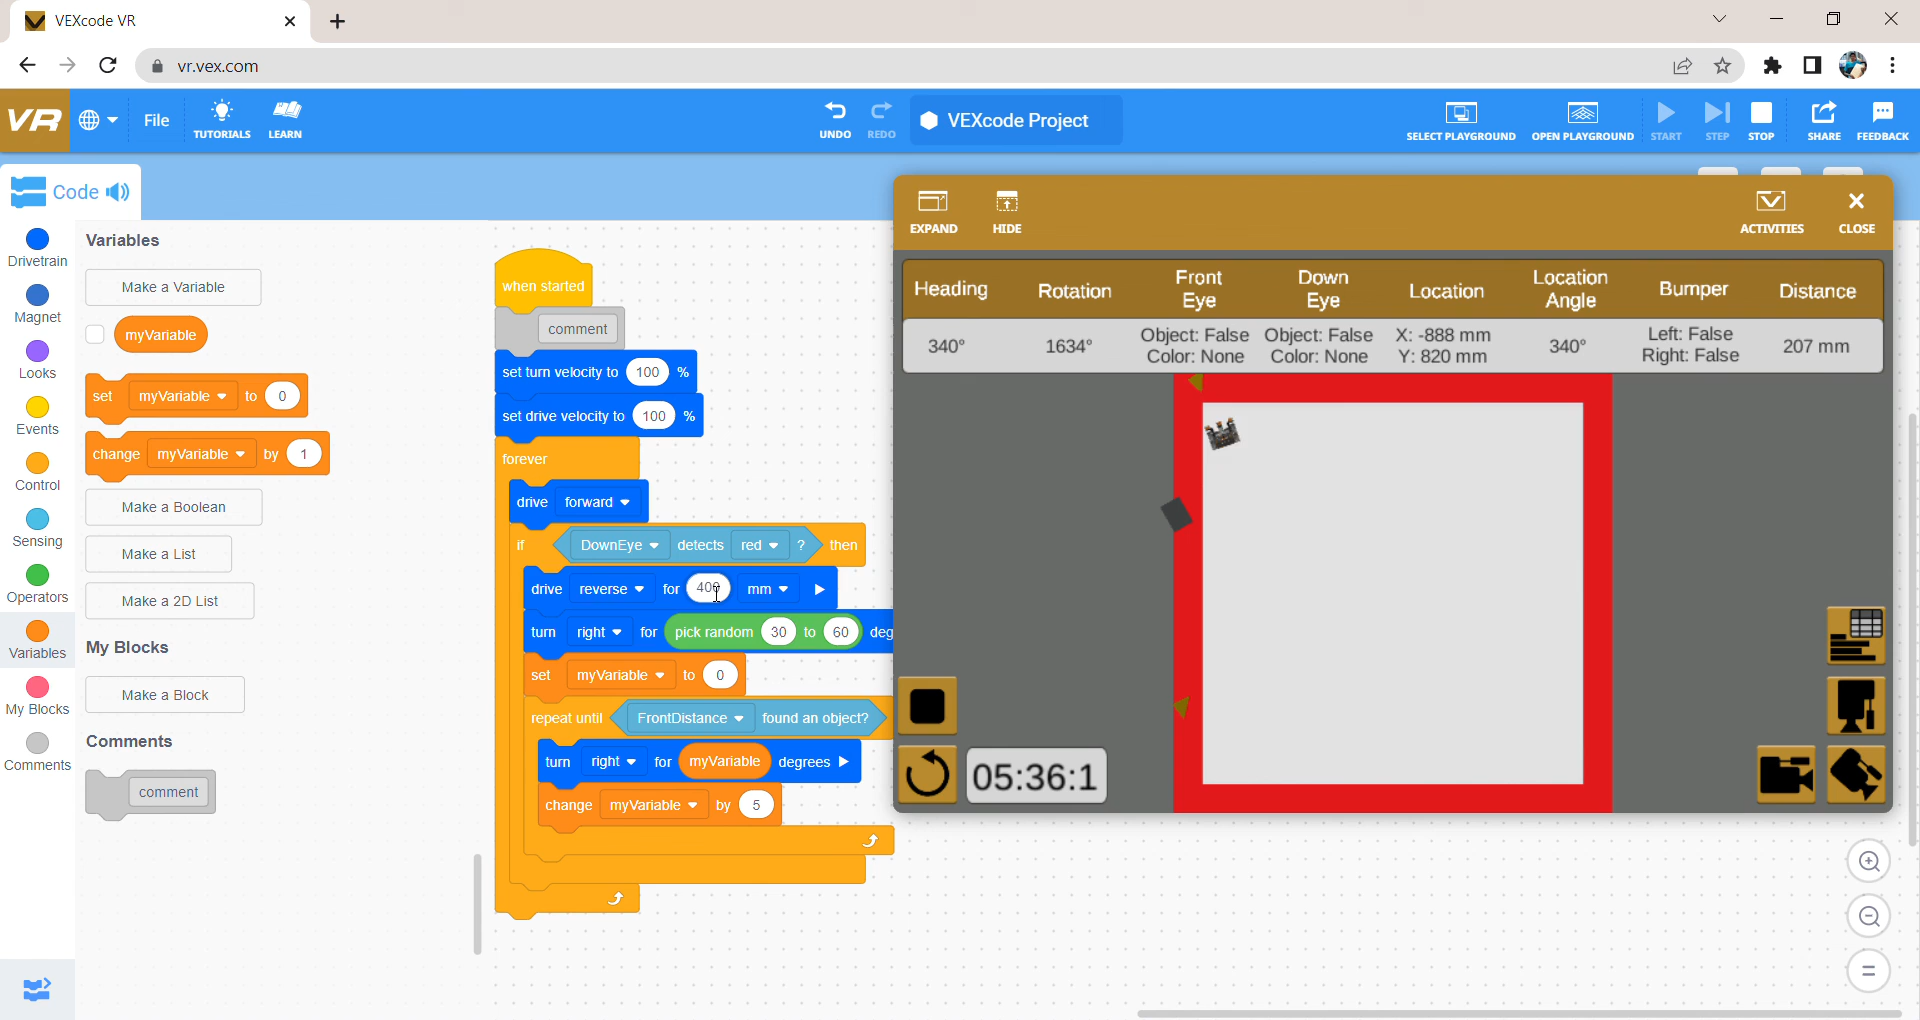 VEXcode VR
vr.vex.com
VR
File
TUTORIALS
LEARN
UNDO
REDO
VEXcode Project
SELECT PLAYGROUND
OPEN PLAYGROUND
START
STEP
STOP
SHARE
FEEDBACK
Code
Drivetrain
Magnet
Looks
Events
Control
Sensing
Operators
Variables
My Blocks
Comments
Variables
Make a Variable
myVariable
set myVariable to 0
change myVariable by 1
Make a Boolean
Make a List
Make a 2D List
My Blocks
Make a Block
Comments
comment
when started
comment
set turn velocity to 100 %
set drive velocity to 100 %
forever
drive forward
if DownEye detects red ? then
drive reverse for 400 mm
turn right for pick random 30 to 60 deg
set myVariable to 0
repeat until FrontDistance found an object?
turn right for myVariable degrees
change myVariable by 5
EXPAND
HIDE
ACTIVITIES
CLOSE
Heading Rotation Front Eye Down Eye Location Location Angle Bumper Distance
340° 1634° Object: False Object: False X: -888 mm 340° Left: False 207 mm
Color: None Color: None Y: 820 mm Right: False
05:36:1